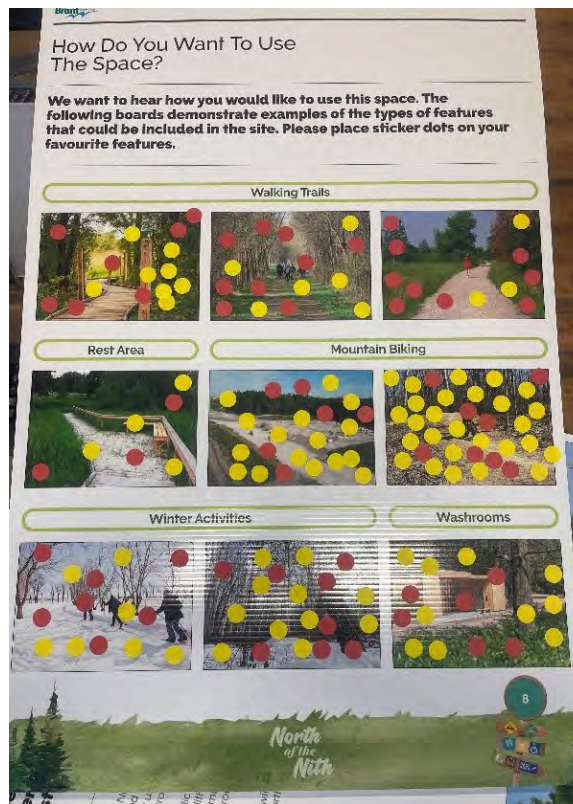 Brant
How Do You Want To Use
The Space?
We want to hear how you would like to use this space. The
following boards demonstrate examples of the types of features
that could be included in the site. Please place sticker dots on your
favourite features.
Walking Trails
Rest Area
Mountain Biking
Winter Activities
Washrooms
8
North
of the
Nith